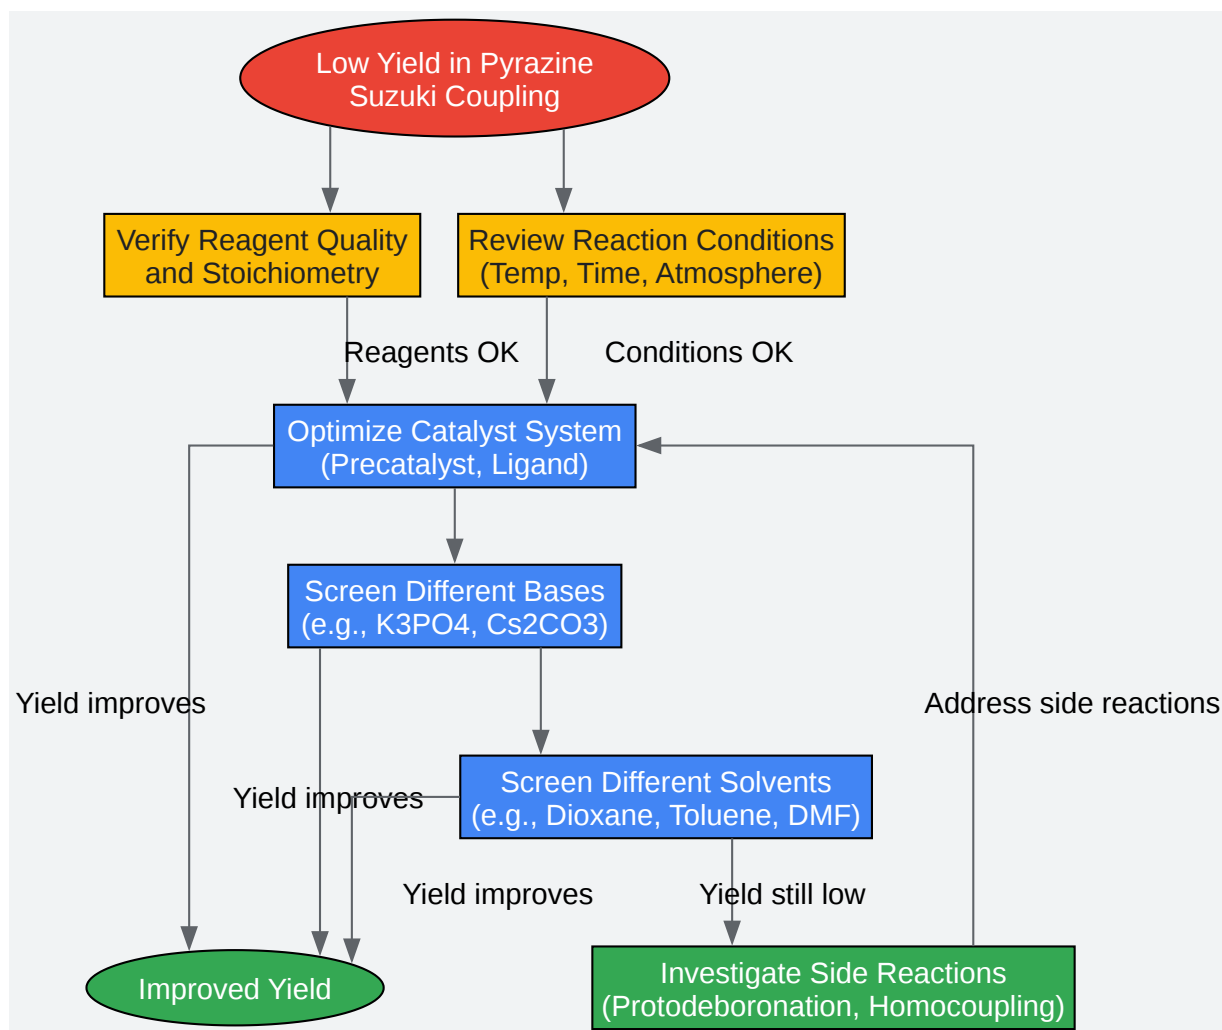 Low Yield in Pyrazine
Suzuki Coupling
Verify Reagent Quality
and Stoichiometry
Review Reaction Conditions
(Temp, Time, Atmosphere)
Reagents OK
Conditions OK
Optimize Catalyst System
(Precatalyst, Ligand)
Screen Different Bases
(e.g., K3PO4, Cs2CO3)
Yield improves
Address side reactions
Screen Different Solvents
(e.g., Dioxane, Toluene, DMF)
Yield improves
Yield improves
Yield still low
Improved Yield
Investigate Side Reactions
(Protodeboronation, Homocoupling)